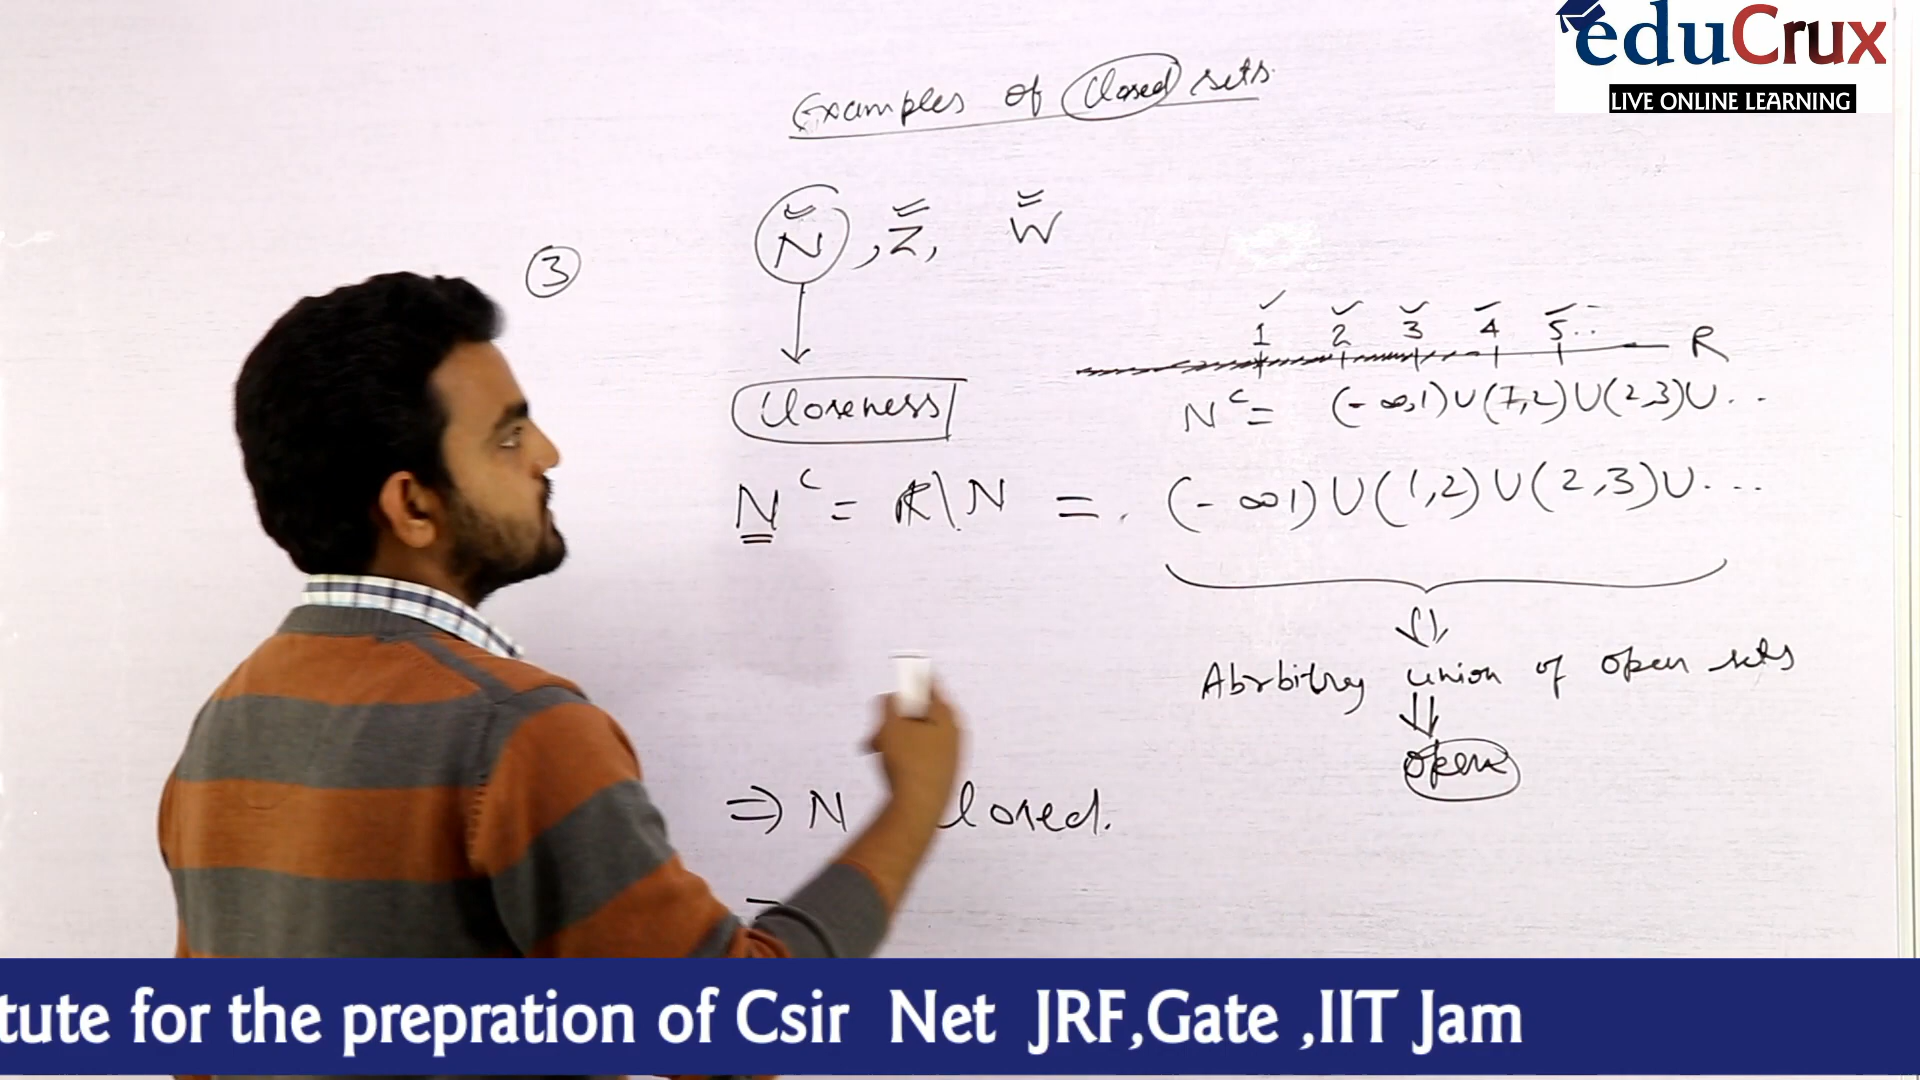 eduCrux
LIVE ONLINE LEARNING
Examples of Closed sets.
③
N, Z, W
1 2 3 4 5.. R
Closeness
N^c = (-∞,1)∪(1,2)∪(2,3)∪...
N^c = R\N = (-∞1)∪(1,2)∪(2,3)∪...
Abrbitray union of open sets
open
⇒ N losed.
tute for the prepration of Csir Net JRF,Gate ,IIT Jam